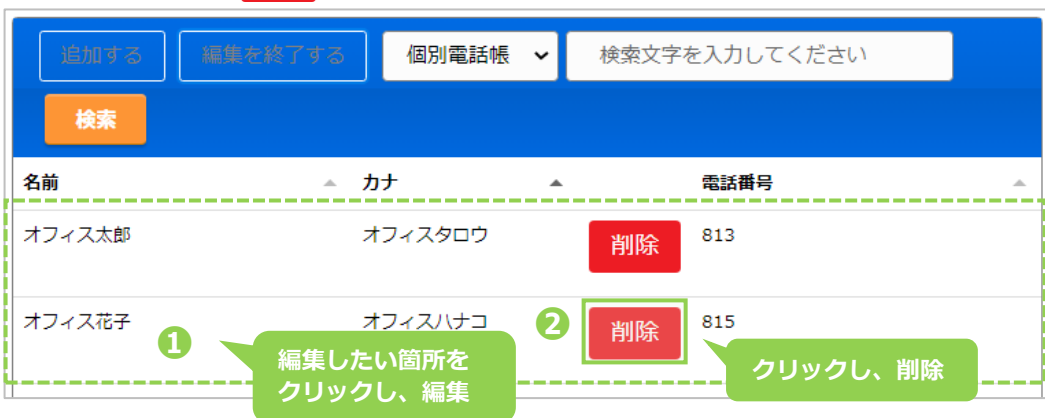 追加する 編集を終了する 個別電話帳 検索文字を入力してください
検索
名前 カナ 電話番号
オフィス太郎 オフィスタロウ 削除 813
オフィス花子 オフィスハナコ ❷ 削除 815
❶ 編集したい箇所を
クリックし、編集
クリックし、削除